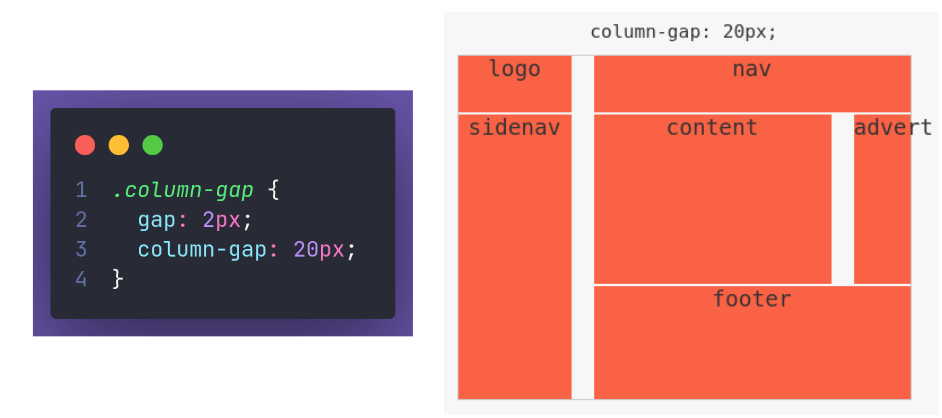 1 .column-gap {
2   gap: 2px;
3   column-gap: 20px;
4 }
column-gap: 20px;
logo nav
sidenav content advert
footer